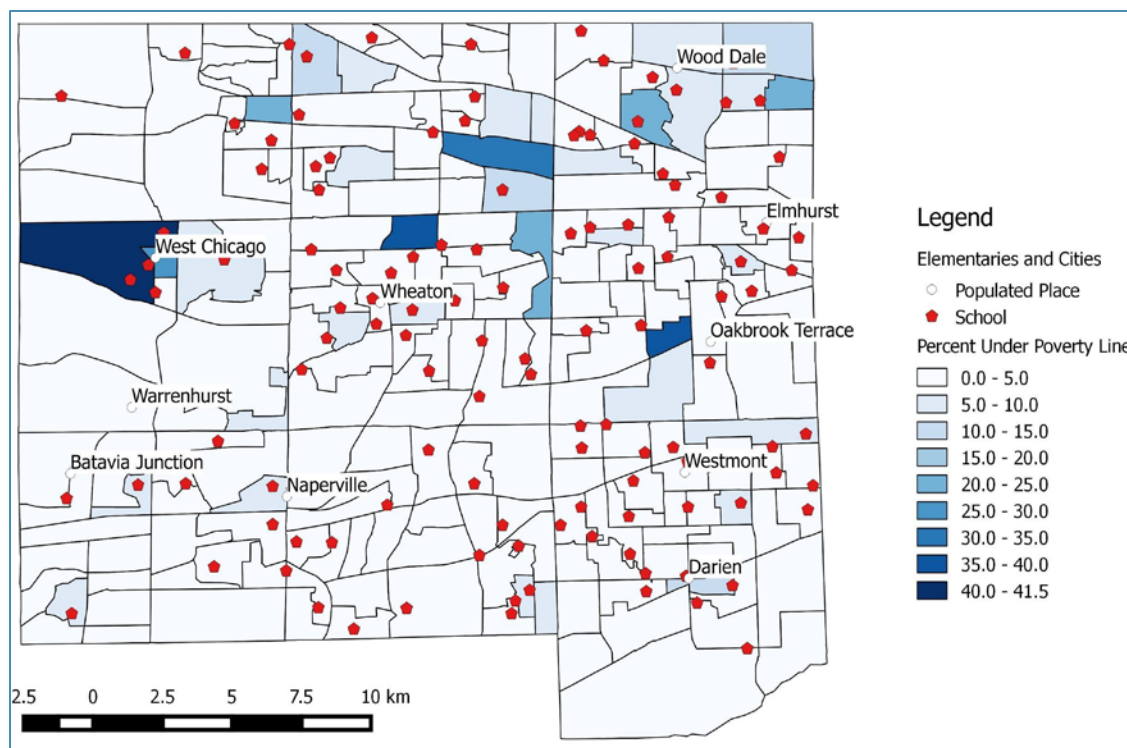 Wood Dale
Elmhurst
West Chicago
Wheaton
Oakbrook Terrace
Warrenhurst
Batavia Junction
Westmont
Naperville
Darien
2.5 0 2.5 5 7.5 10 km
Legend
Elementaries and Cities
Populated Place
School
Percent Under Poverty Line
0.0 - 5.0
5.0 - 10.0
10.0 - 15.0
15.0 - 20.0
20.0 - 25.0
25.0 - 30.0
30.0 - 35.0
35.0 - 40.0
40.0 - 41.5